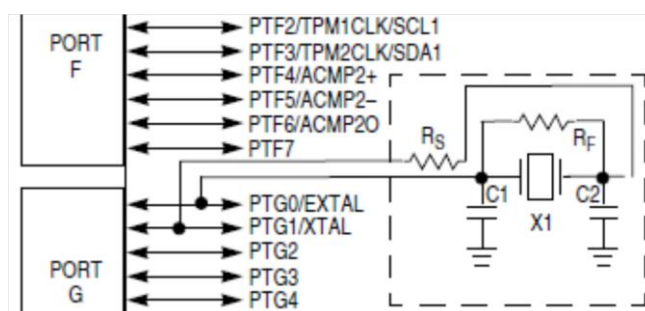 PORT
F
PTF2/TPM1CLK/SCL1
PTF3/TPM2CLK/SDA1
PTF4/ACMP2+
PTF5/ACMP2–
PTF6/ACMP2O
PTF7
PORT
G
PTG0/EXTAL
PTG1/XTAL
PTG2
PTG3
PTG4
RS
RF
C1
C2
X1